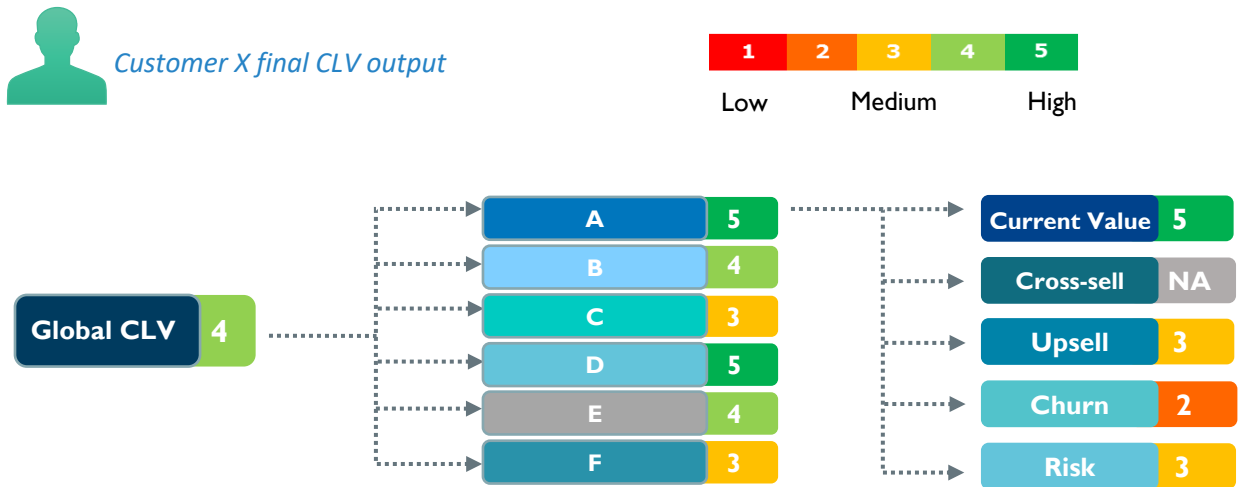 Customer X final CLV output
1 2 3 4 5
Low Medium High
Global CLV 4
A 5
B 4
C 3
D 5
E 4
F 3
Current Value 5
Cross-sell NA
Upsell 3
Churn 2
Risk 3